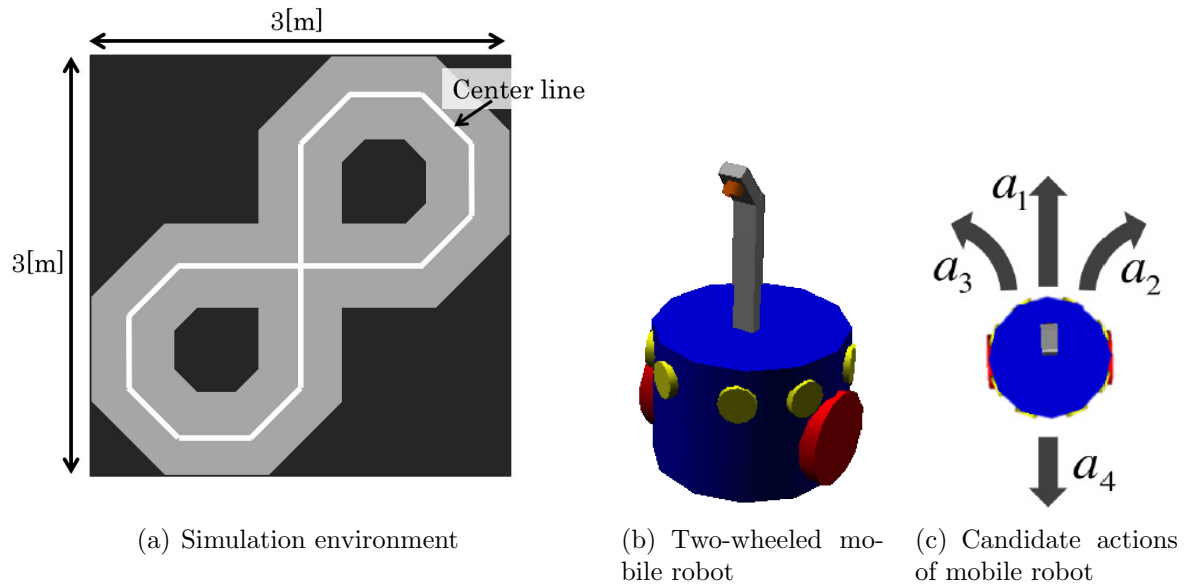 3[m]
Center line
3[m]
a1
a3
a2
a4
(a) Simulation environment
(b) Two-wheeled mo-
bile robot
(c) Candidate actions
of mobile robot